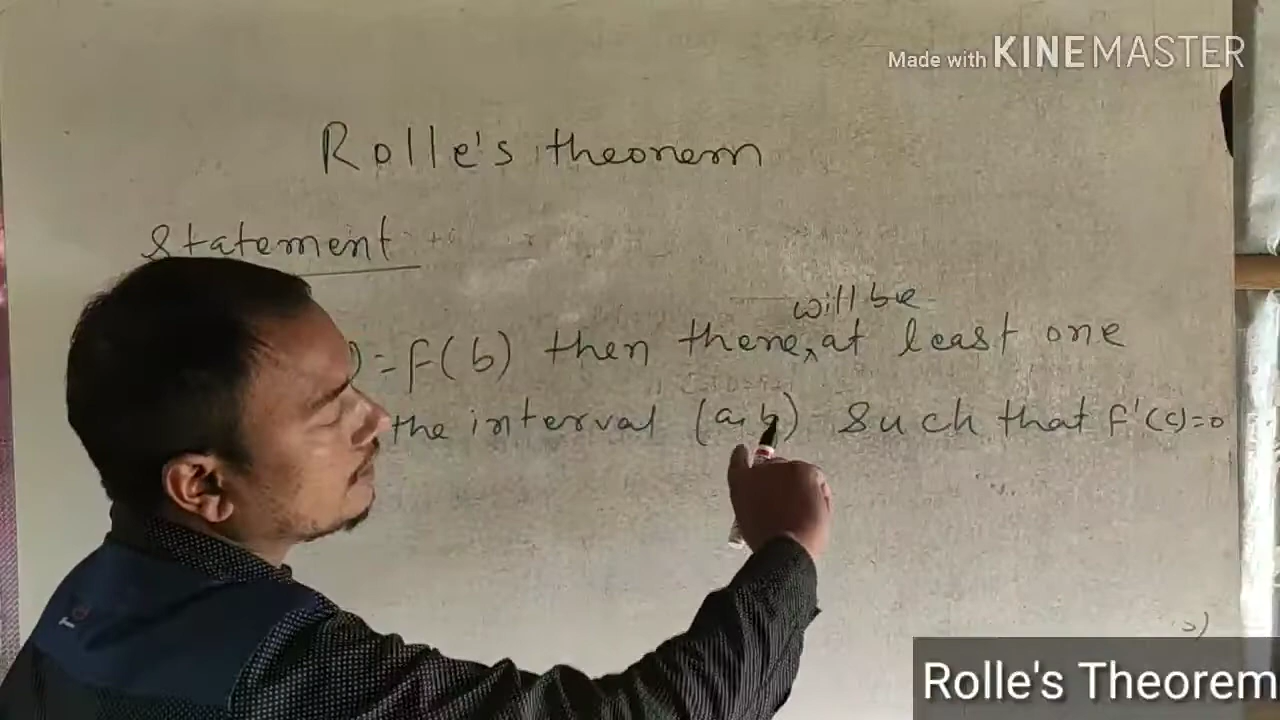 Made with KINEMASTER
Rolle's theorem
Statement
)=f(b) then there, at least one
will be
the interval (a,b) such that f'(c)=0
Rolle's Theorem